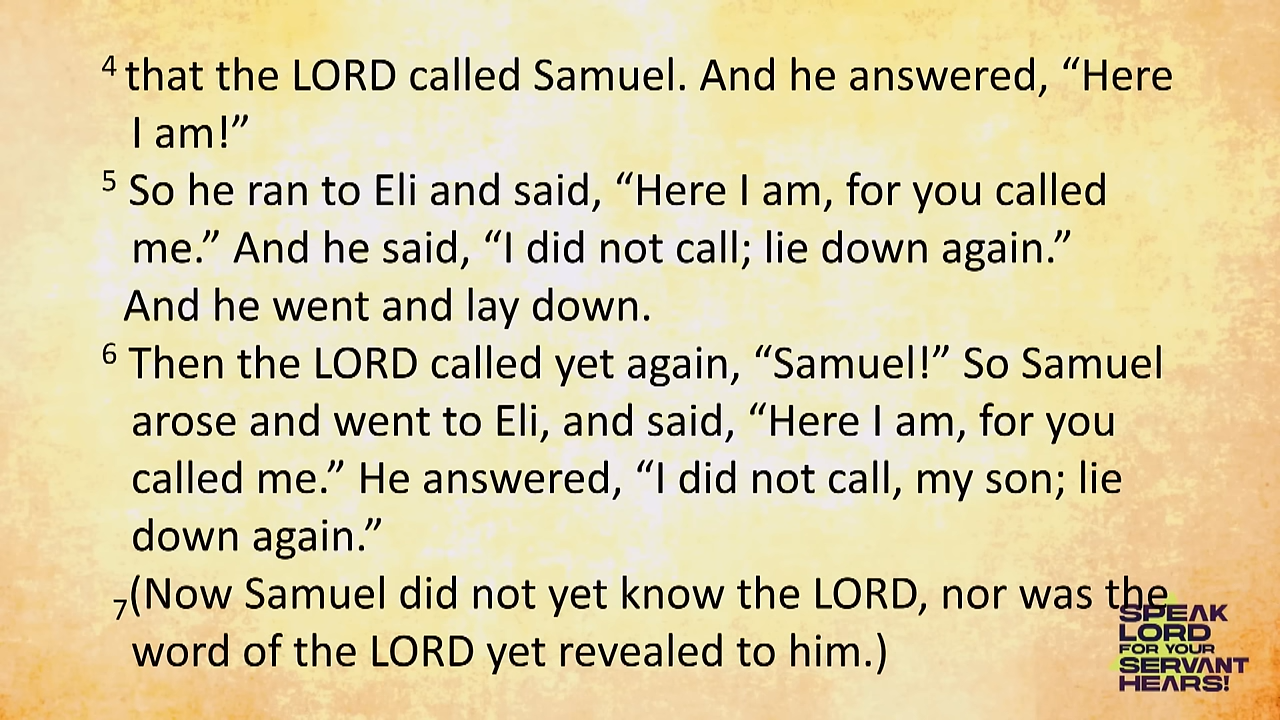 4 that the LORD called Samuel. And he answered, “Here
I am!”
5 So he ran to Eli and said, “Here I am, for you called
me.” And he said, “I did not call; lie down again.”
And he went and lay down.
6 Then the LORD called yet again, “Samuel!” So Samuel
arose and went to Eli, and said, “Here I am, for you
called me.” He answered, “I did not call, my son; lie
down again.”
7(Now Samuel did not yet know the LORD, nor was the
word of the LORD yet revealed to him.)
SPEAK
LORD
FOR YOUR
SERVANT
HEARS!